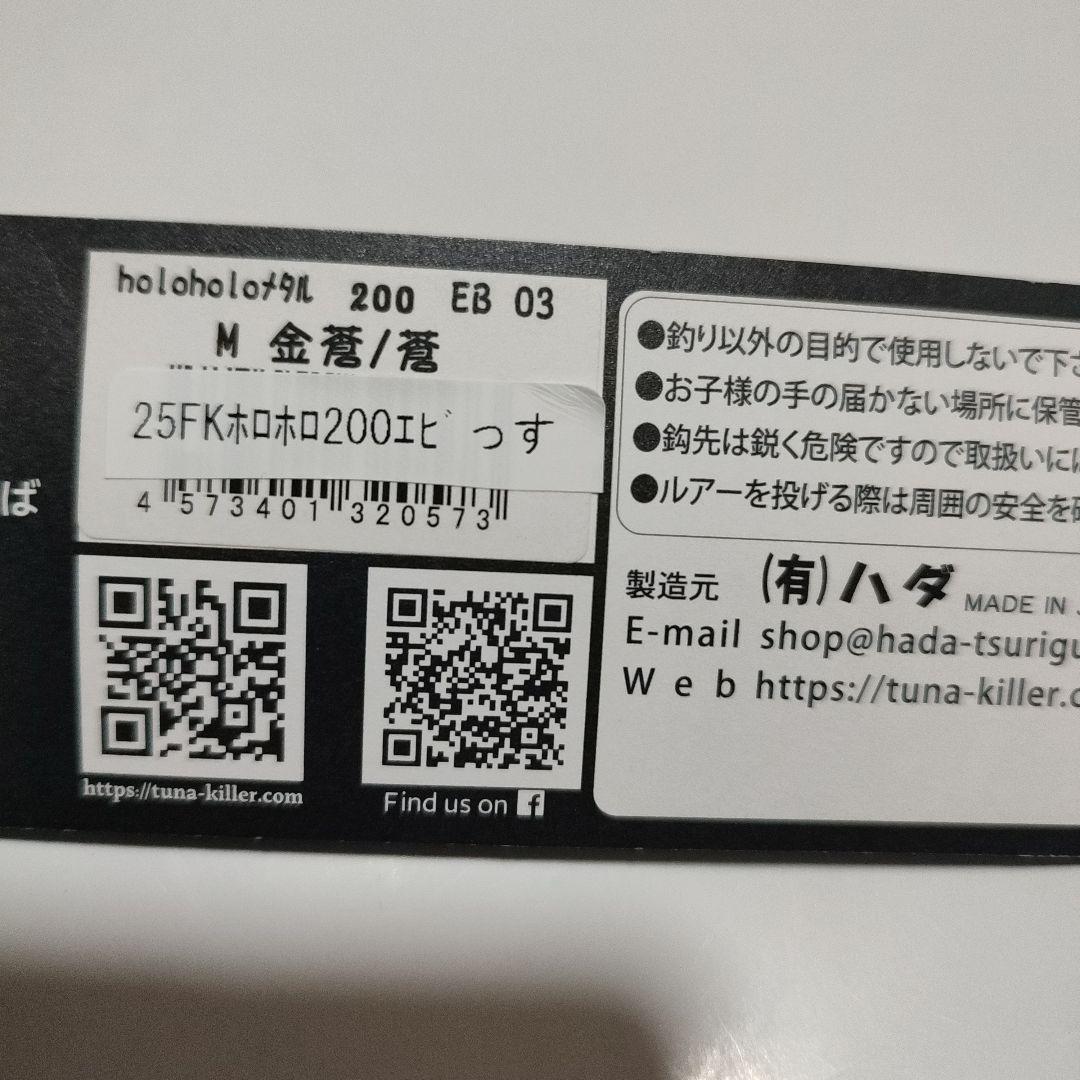 holoholoﾒﾀﾙ 200 EB 03
M 金蒼/蒼
25FKﾎﾛﾎﾛ200ｴﾋﾞ っす
4 573401 320573
ば
https://tuna-killer.com
Find us on f
●釣り以外の目的で使用しないで下さ
●お子様の手の届かない場所に保管
●鈎先は鋭く危険ですので取扱いには
●ルアーを投げる際は周囲の安全を確
製造元 (有)ハダ MADE IN J
E-mail shop@hada-tsurigu
Web https://tuna-killer.c